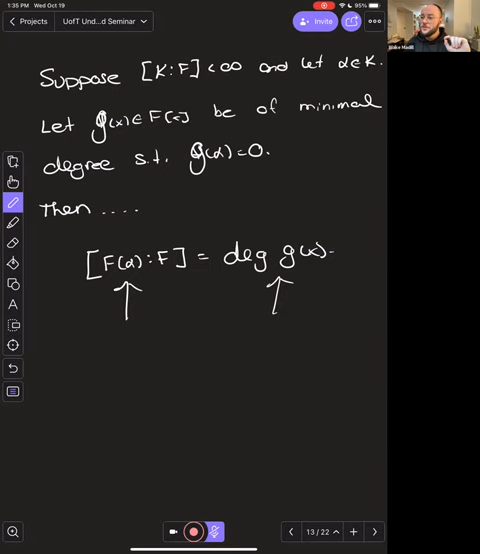 1:35 PM Wed Oct 19
95%
Projects
UofT Und...d Seminar
Invite
Blake Madill
Suppose [K:F]<∞ and let α∈K.
Let g(x)∈F[x] be of minimal
degree s.t. g(α)=0.
Then ....
[F(α):F] = deg g(x).
A
13 / 22